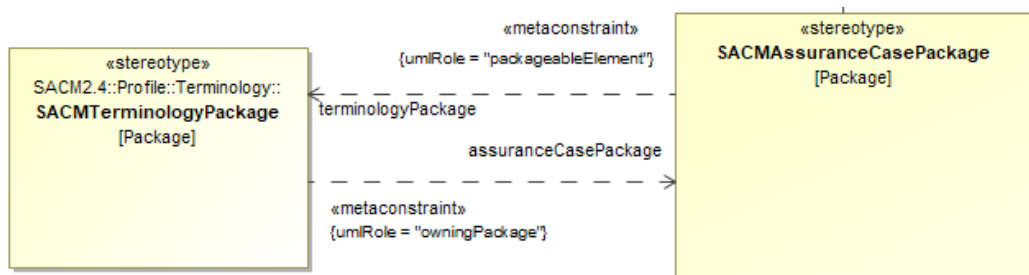 «stereotype»
SACM2.4::Profile::Terminology::
SACMTerminologyPackage
[Package]
«metaconstraint»
{umlRole = "packageableElement"}
terminologyPackage
assuranceCasePackage
«metaconstraint»
{umlRole = "owningPackage"}
«stereotype»
SACMAssuranceCasePackage
[Package]